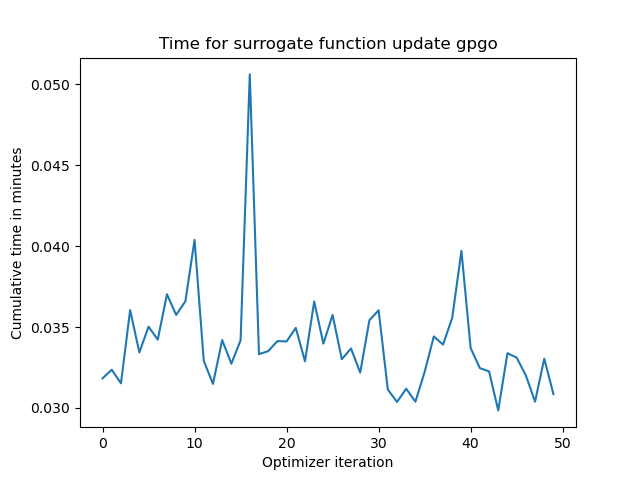 Time for surrogate function update gpgo
0.050
0.045
0.040
0.035
0.030
Cumulative time in minutes
0 10 20 30 40 50
Optimizer iteration